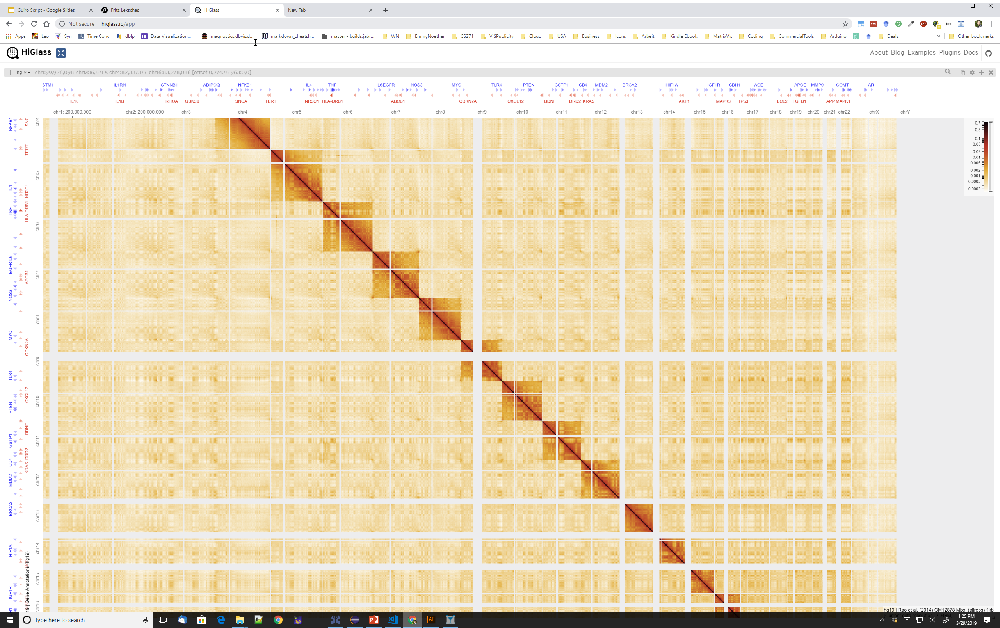 Guiro Script - Google Slides
Fritz Lekschas
HiGlass
New Tab
Not secure | higlass.io/app
Apps Leo Syn Time Conv dblp Data Visualization... magnostics.dbvis.d... markdown_cheatsh... master - builds.jabr... WN EmmyNoether CS271 VISPublicity Cloud USA Business Icons Arbeit Kindle Ebook MatrixVis Coding CommercialTools Arduino Deals » Other bookmarks
HiGlass
About Blog Examples Plugins Docs
hg19 chr1:99,926,098-chrM:16,571 & chr4:82,337,177-chr16:83,278,086 [offset 0,274251963:0,0]
STM1 IL1RN CTNNB1 ADIPOQ NFKB1 IL4 TNF IL6 EGFR NOS3 MYC TLR4 PTEN GSTP1 CD4 MDM2 BRCA2 HIF1A IGF1R CDH1 ACE APOE MMP9 COMT AR
IL10 IL1B RHOA GSK3B SNCA TERT NR3C1 HLA-DRB1 ABCB1 CDKN2A CXCL12 BDNF DRD2 KRAS AKT1 MAPK3 TP53 BCL2 TGFB1 APP MAPK1
chr1: 200,000,000 chr2: 200,000,000 chr3 chr4 chr5 chr6 chr7 chr8 chr9 chr10 chr11 chr12 chr13 chr14 chr15 chr16 chr17 chr18 chr19 chr20 chr21 chr22 chrX chrY
NFKB1 IL4 TNF IL6 EGFR NOS3 MYC TLR4 PTEN GSTP1 CD4 MDM2 BRCA2 HIF1A IGF1R DH1
SNC TERT NR3C1 HLA-DRB1 ABCB1 CDKN2A CXCL12 BDNF DRD2 KRAS
19 | Gene Annotations (hg19)
chr4 chr5 chr6 chr7 chr8 chr9 chr10 chr11 chr12 chr13 chr14 chr15 chr16
0.7
0.3
0.1
0.05
0.02
0.01
0.005
0.002
0.001
0.0005
0.0002
hg19 | Rao et al. (2014) GM12878 MboI (allreps) 1kb
[Current data resolution: 2.048M]
Type here to search
ABP
Ai
1:25 PM
3/29/2019